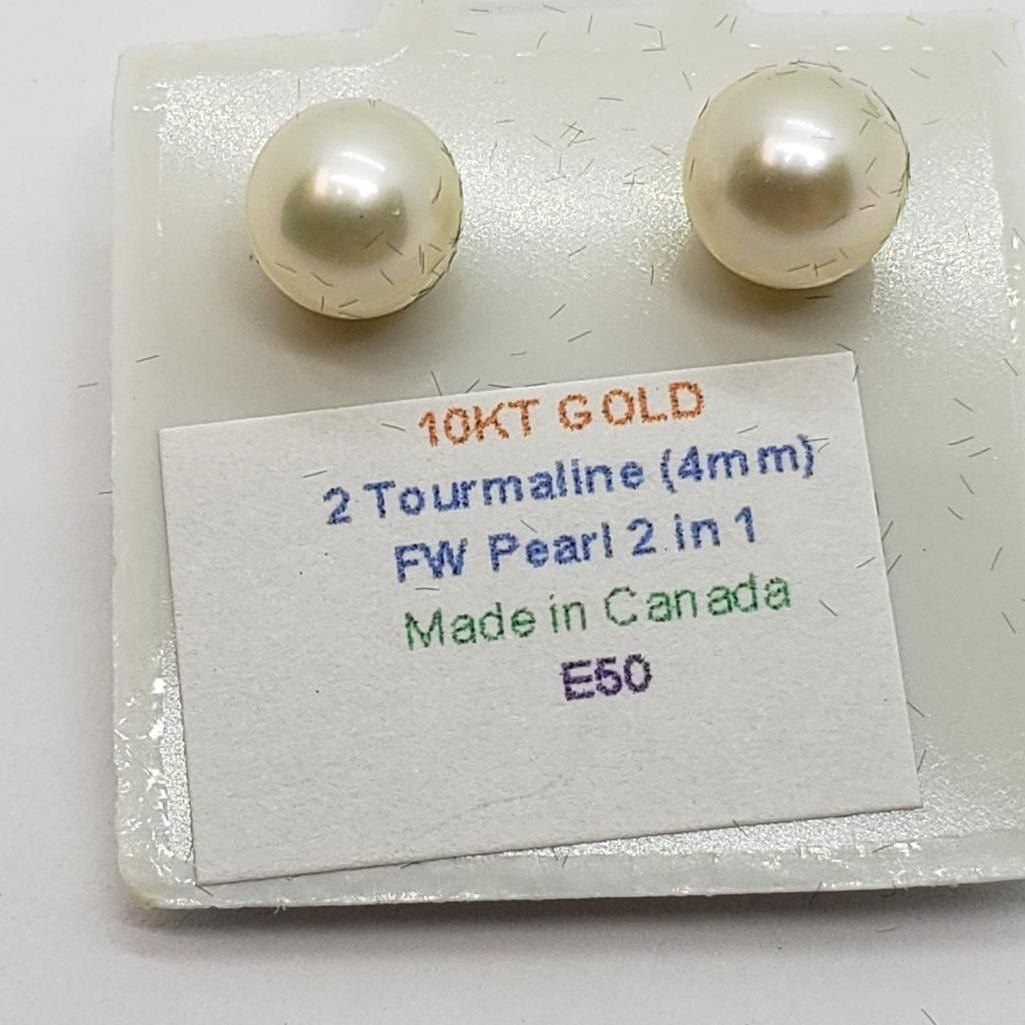 10KT GOLD
2 Tourmaline (4mm)
FW Pearl 2 in 1
Made in Canada
E50